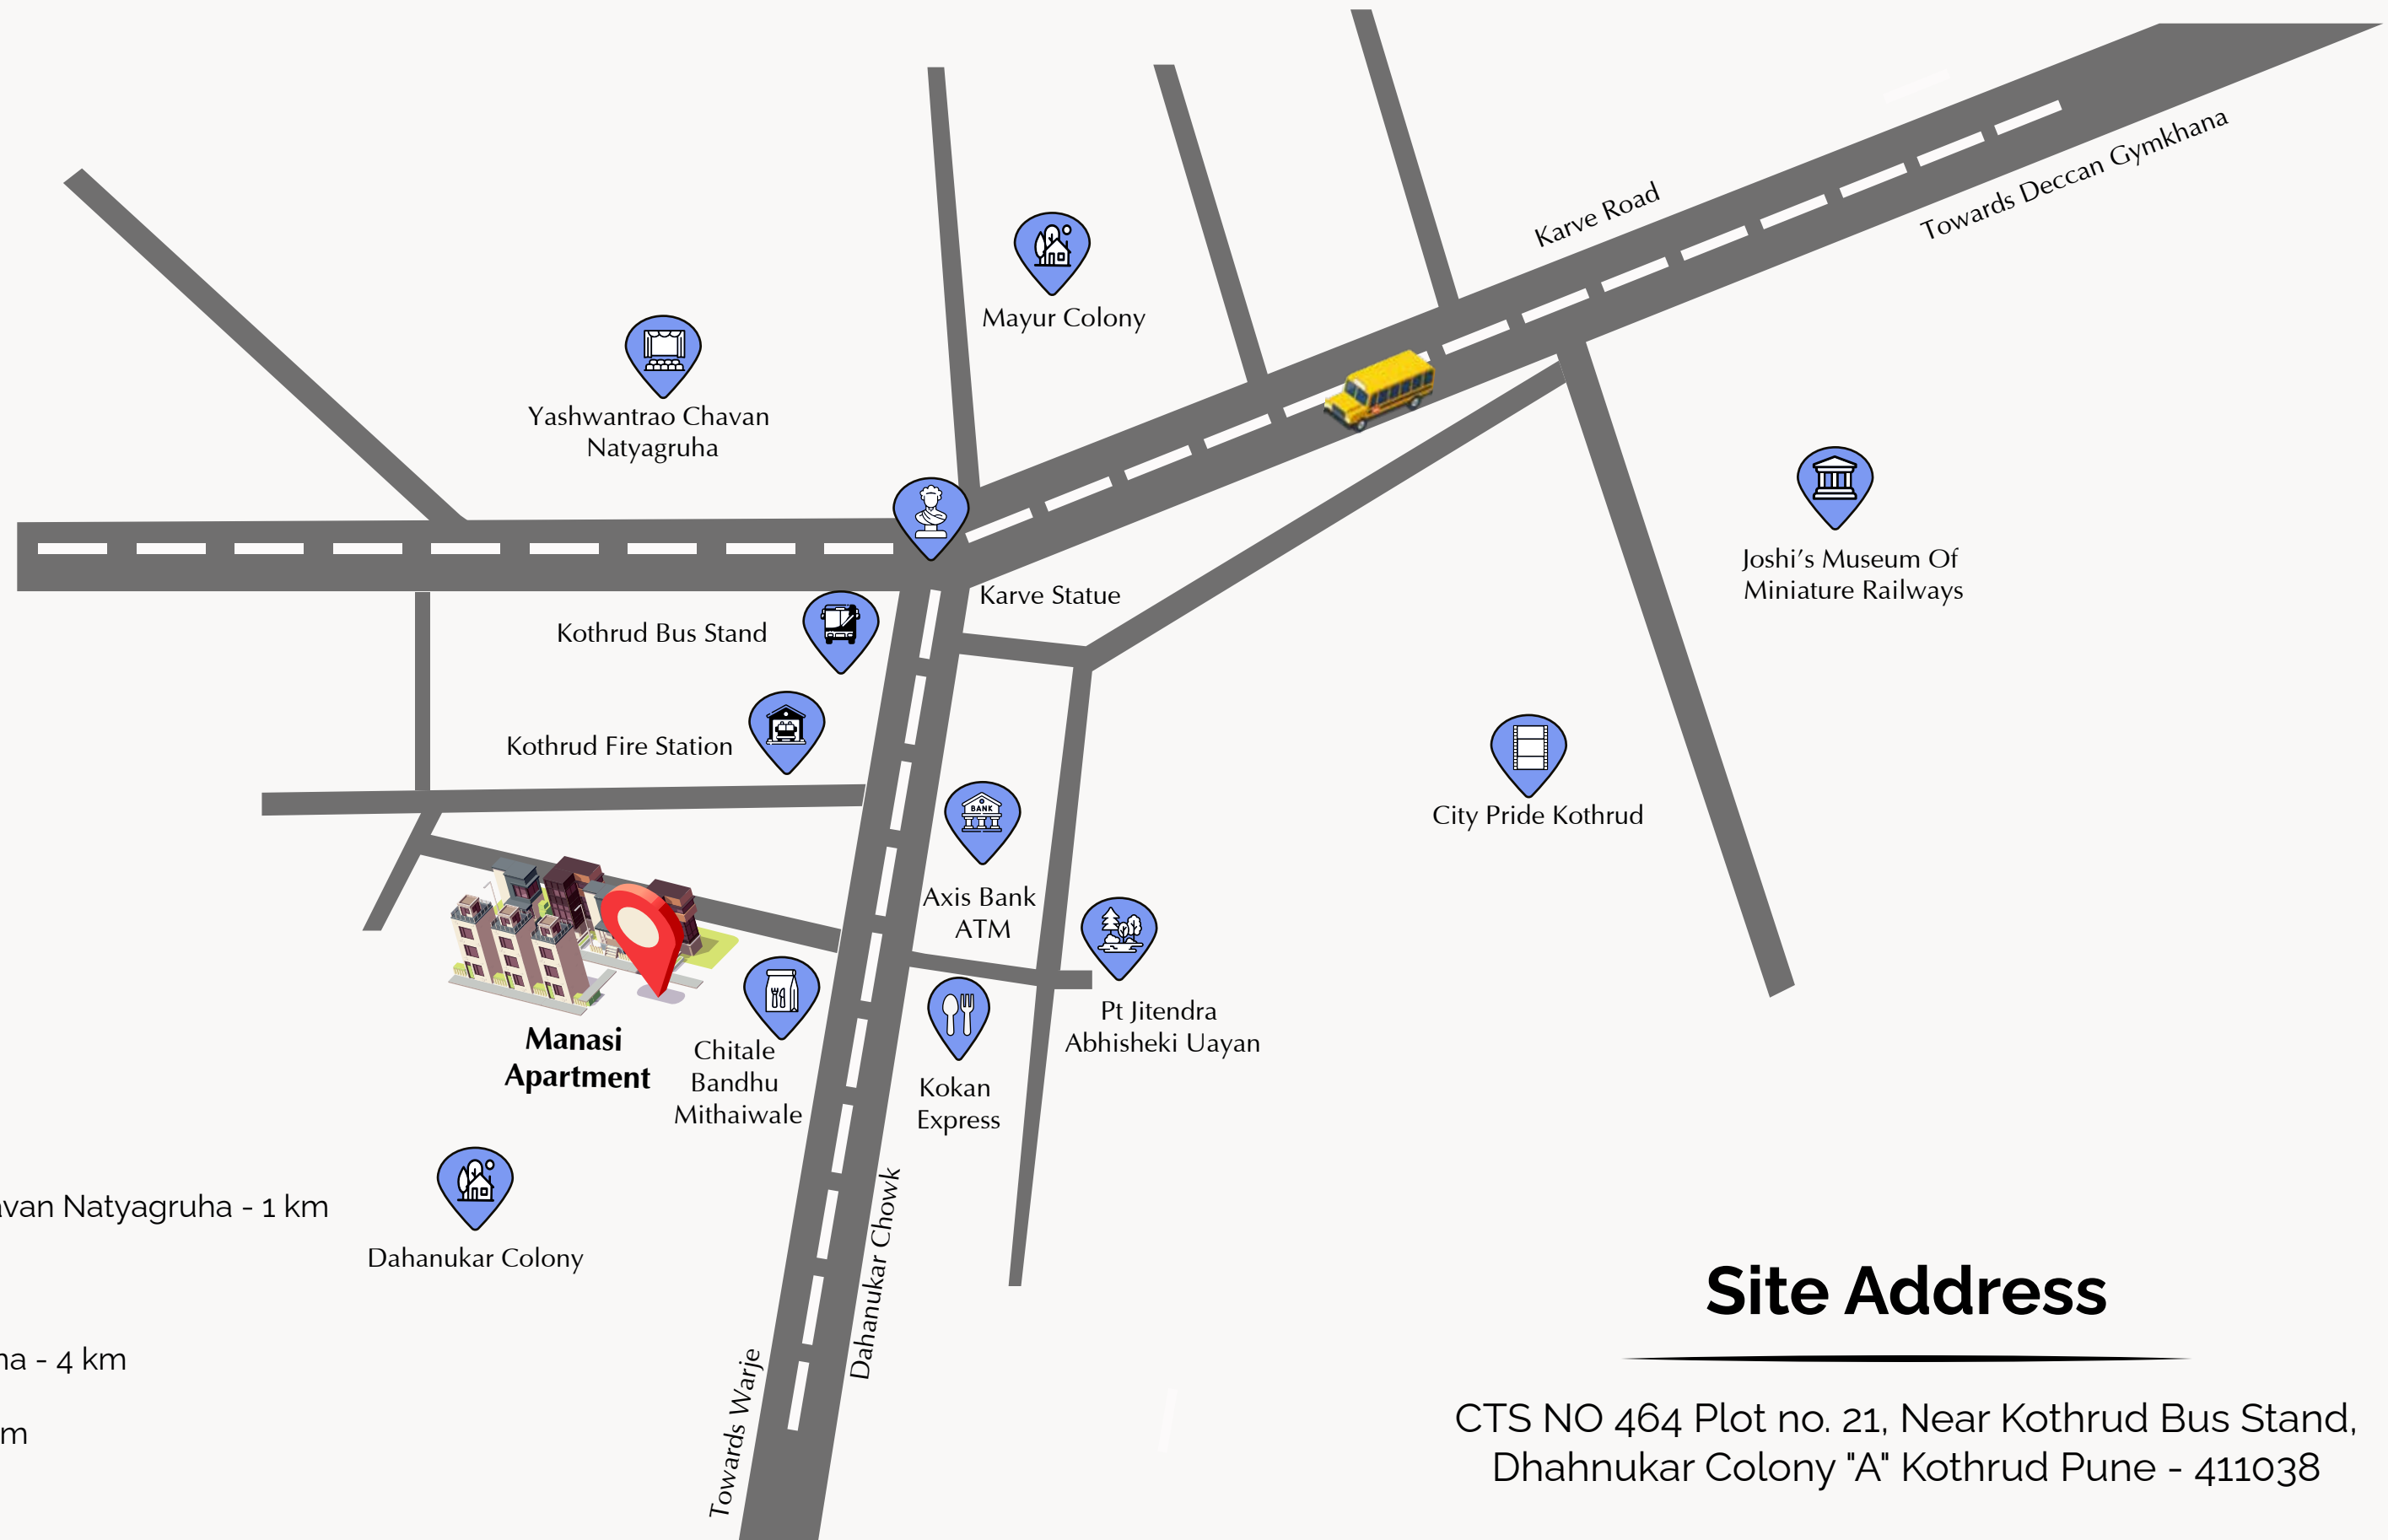 Karve Road
Towards Deccan Gymkhana
Mayur Colony
Yashwantrao Chavan
Natyagruha
Joshi's Museum Of
Miniature Railways
Karve Statue
Kothrud Bus Stand
Kothrud Fire Station
BANK
City Pride Kothrud
Axis Bank
ATM
Pt Jitendra
Abhisheki Uayan
Manasi
Apartment
Chitale
Bandhu
Mithaiwale
Kokan
Express
Dahanukar Chowk
Towards Warje
Natyagruha - 1 km
Dahanukar Colony
- 4 km
Site Address
CTS NO 464 Plot no. 21, Near Kothrud Bus Stand,
Dhahnukar Colony "A" Kothrud Pune - 411038